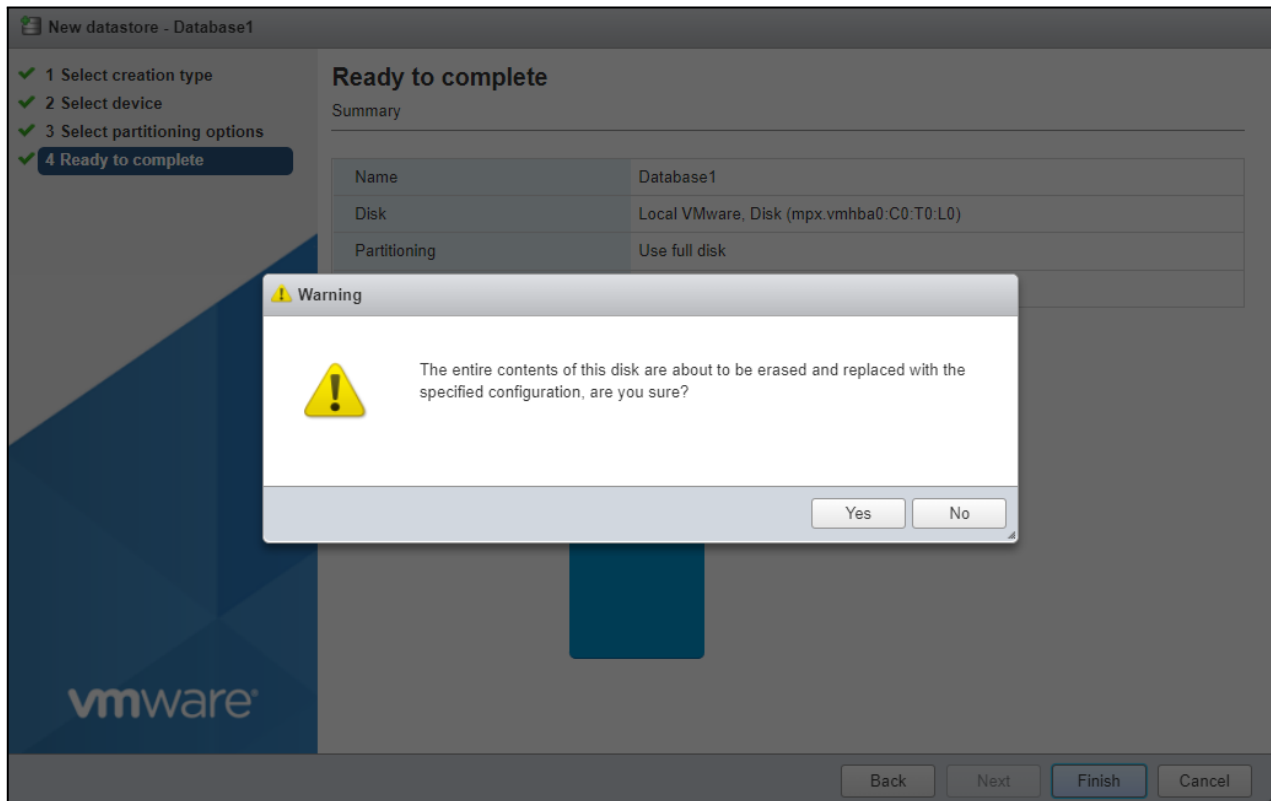 New datastore - Database1
1 Select creation type
2 Select device
3 Select partitioning options
4 Ready to complete
Ready to complete
Summary
Name Database1
Disk Local VMware, Disk (mpx.vmhba0:C0:T0:L0)
Partitioning Use full disk
Warning
The entire contents of this disk are about to be erased and replaced with the
specified configuration, are you sure?
Yes No
vmware®
Back Next Finish Cancel